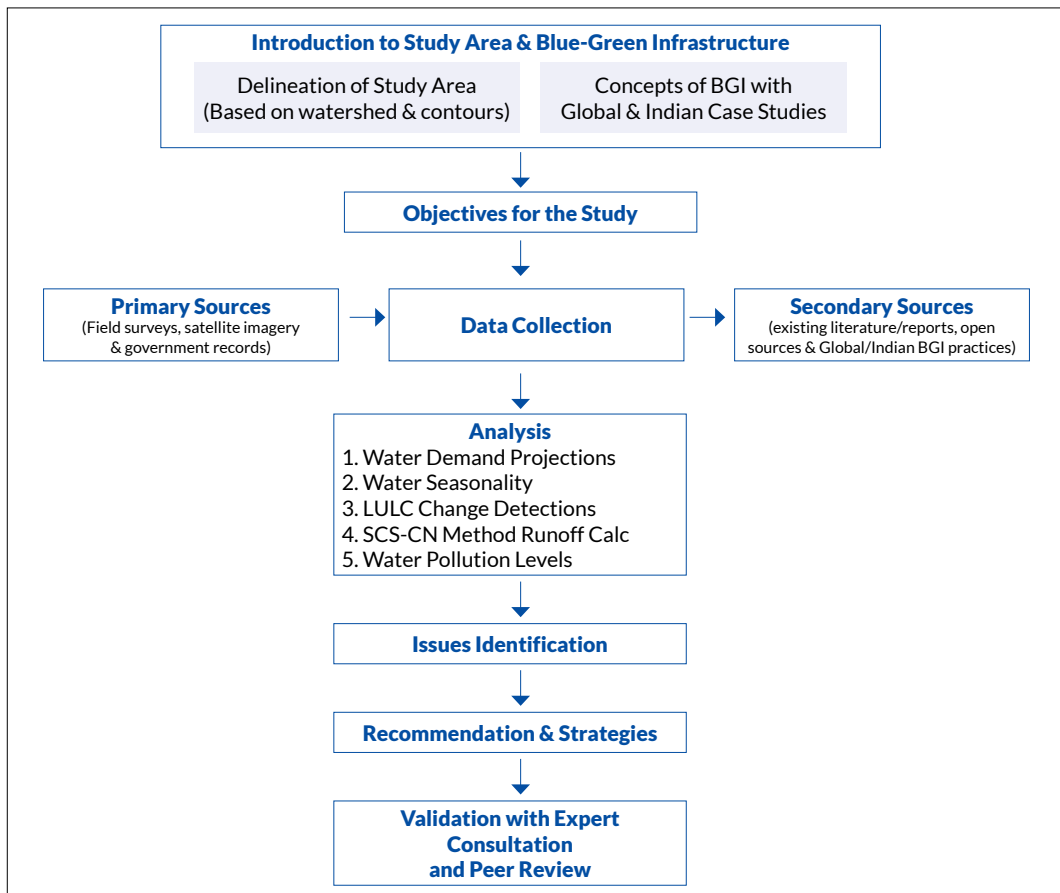 Introduction to Study Area & Blue-Green Infrastructure
Delineation of Study Area
(Based on watershed & contours)
Concepts of BGI with
Global & Indian Case Studies
Objectives for the Study
Primary Sources
(Field surveys, satellite imagery
& government records)
Data Collection
Secondary Sources
(existing literature/reports, open
sources & Global/Indian BGI practices)
Analysis
1. Water Demand Projections
2. Water Seasonality
3. LULC Change Detections
4. SCS-CN Method Runoff Calc
5. Water Pollution Levels
Issues Identification
Recommendation & Strategies
Validation with Expert
Consultation
and Peer Review